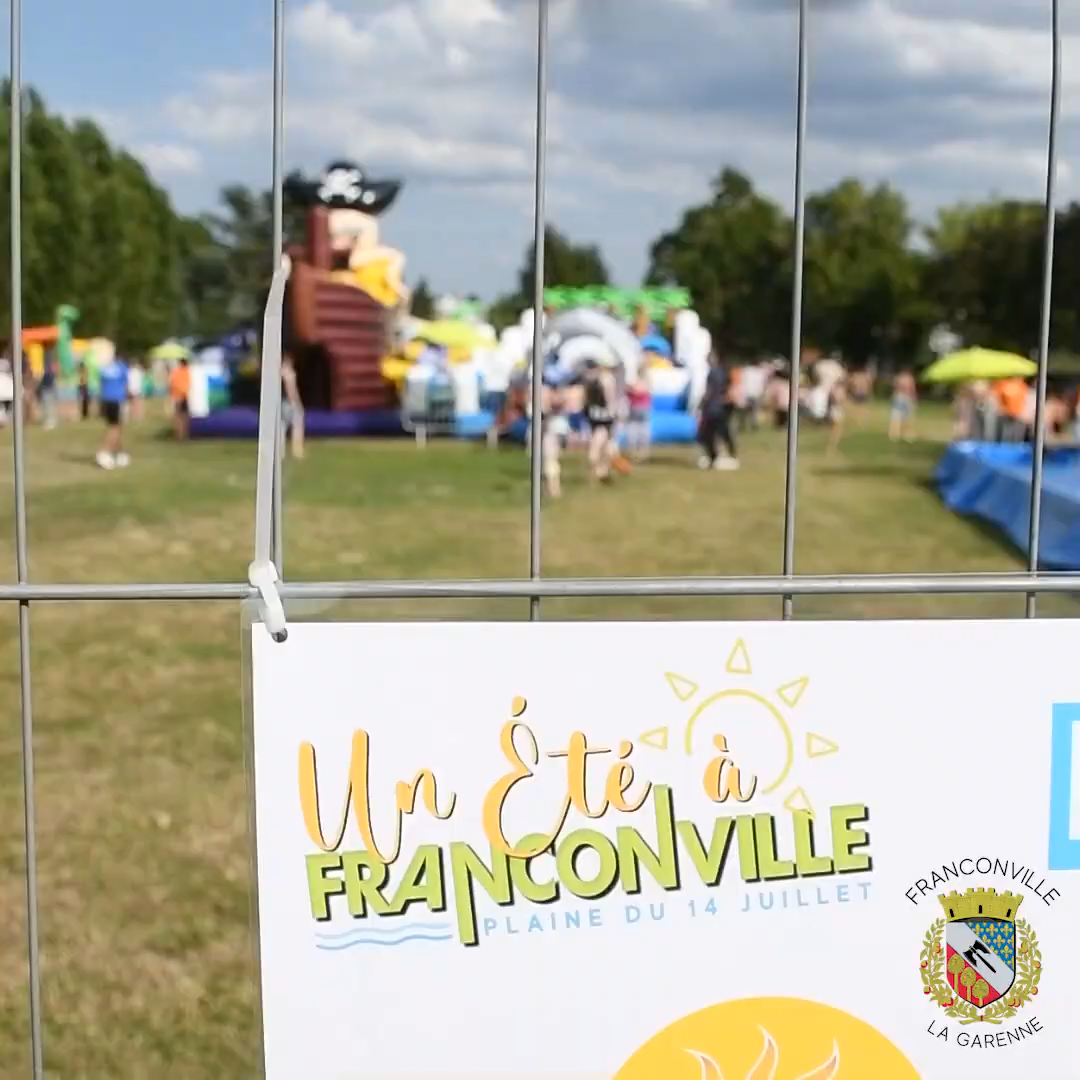 Un Été à
FRANCONVILLE
PLAINE DU 14 JUILLET
FRANCONVILLE
LA GARENNE